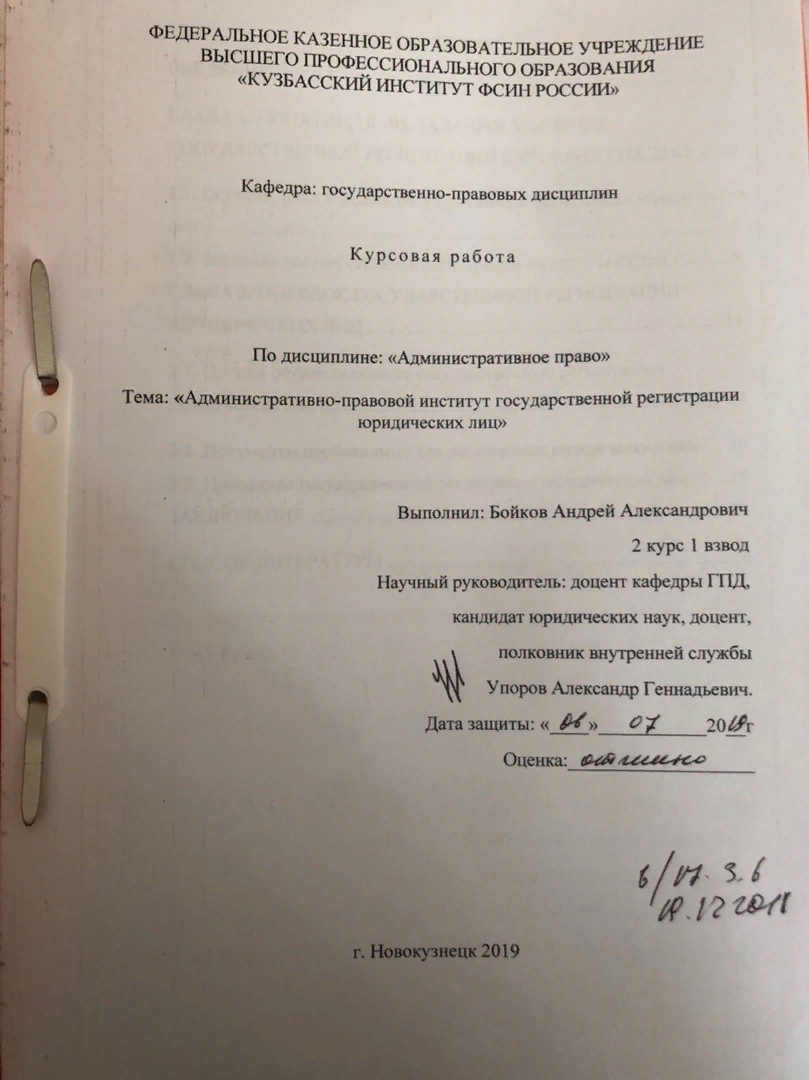 ФЕДЕРАЛЬНОЕ КАЗЕННОЕ ОБРАЗОВАТЕЛЬНОЕ УЧРЕЖДЕНИЕ
ВЫСШЕГО ПРОФЕССИОНАЛЬНОГО ОБРАЗОВАНИЯ
«КУЗБАССКИЙ ИНСТИТУТ ФСИН РОССИИ»
Кафедра: государственно-правовых дисциплин
Курсовая работа
По дисциплине: «Административное право»
Тема: «Административно-правовой институт государственной регистрации
юридических лиц»
Выполнил: Бойков Андрей Александрович
2 курс 1 взвод
Научный руководитель: доцент кафедры ГПД,
кандидат юридических наук, доцент,
полковник внутренней службы
Упоров Александр Геннадьевич.
Дата защиты: «__» 07 2019г
Оценка: отлично
г. Новокузнецк 2019